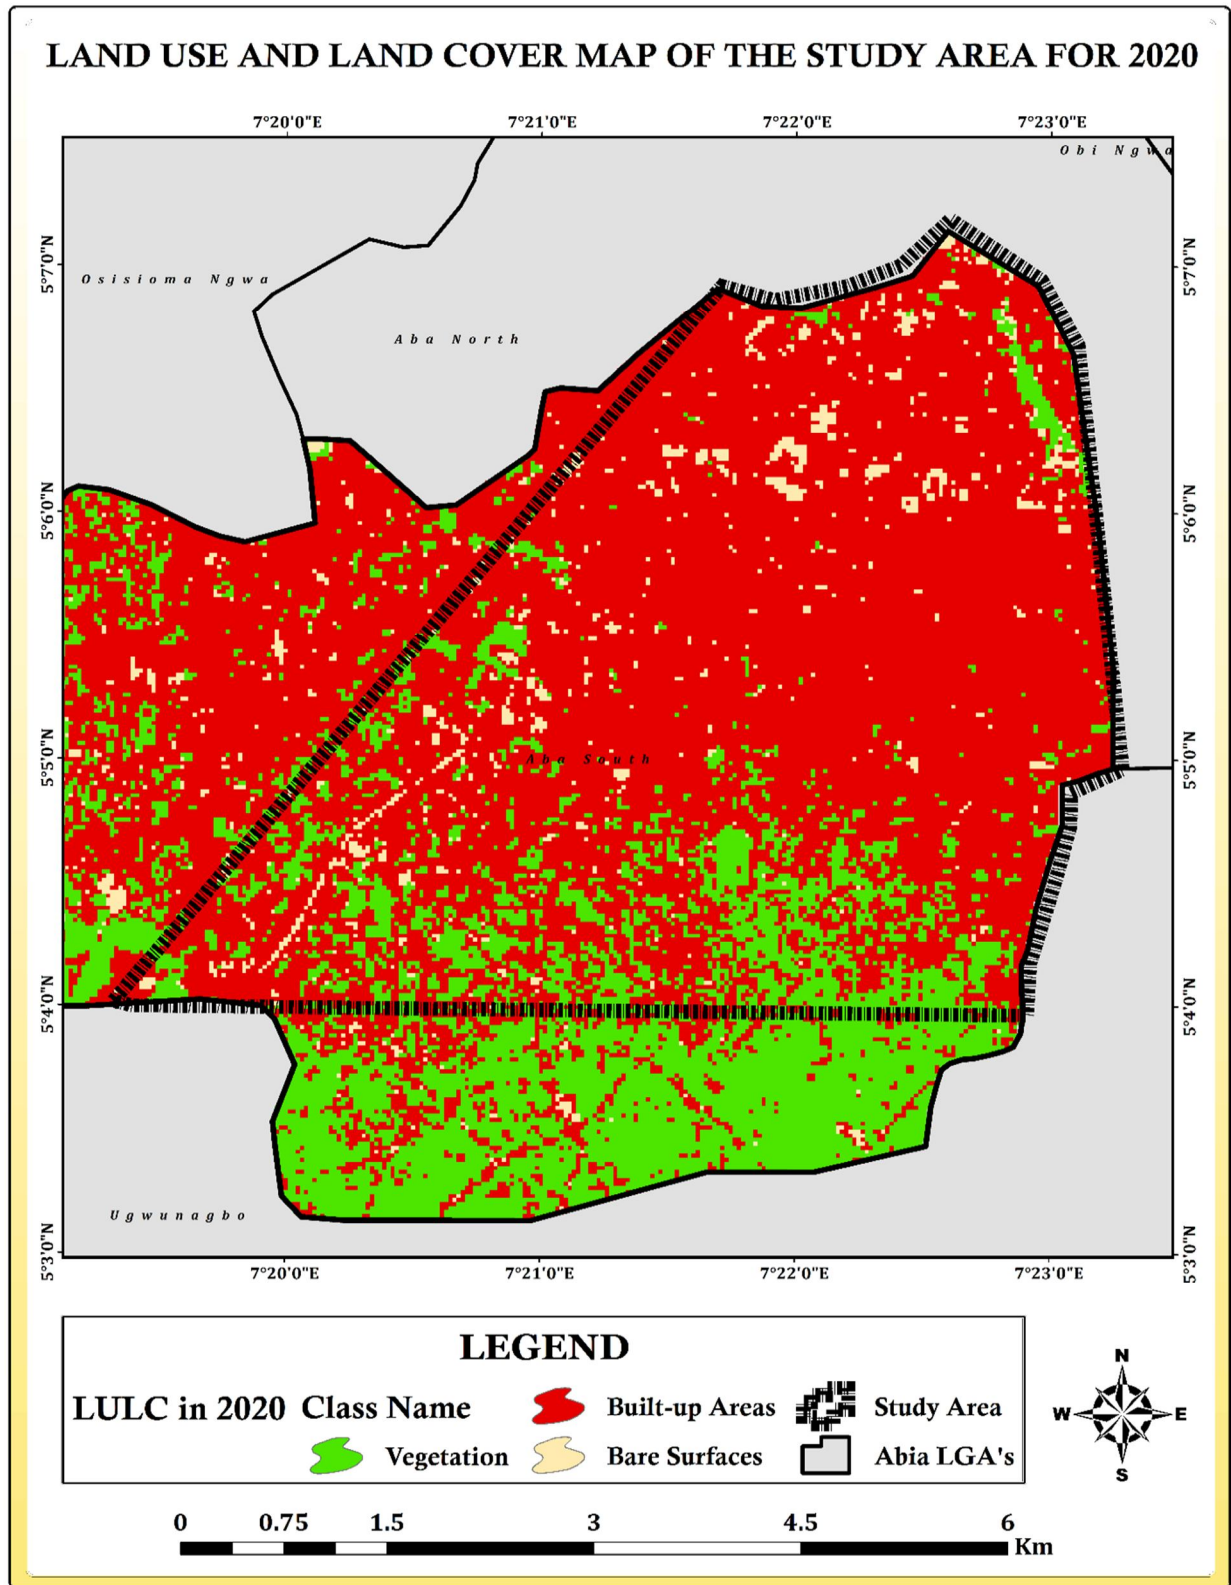 LAND USE AND LAND COVER MAP OF THE STUDY AREA FOR 2020
7°20'0"E 7°21'0"E 7°22'0"E 7°23'0"E
Obi Ngwa
5°7'0"N 5°7'0"N
Osisioma Ngwa
Aba North
5°6'0"N 5°6'0"N
5°5'0"N 5°5'0"N
Aba South
5°4'0"N 5°4'0"N
Ugwunagbo
5°3'0"N 5°3'0"N
7°20'0"E 7°21'0"E 7°22'0"E 7°23'0"E
LEGEND
LULC in 2020 Class Name Built-up Areas Study Area
Vegetation Bare Surfaces Abia LGA's
N
W E
S
0 0.75 1.5 3 4.5 6
Km